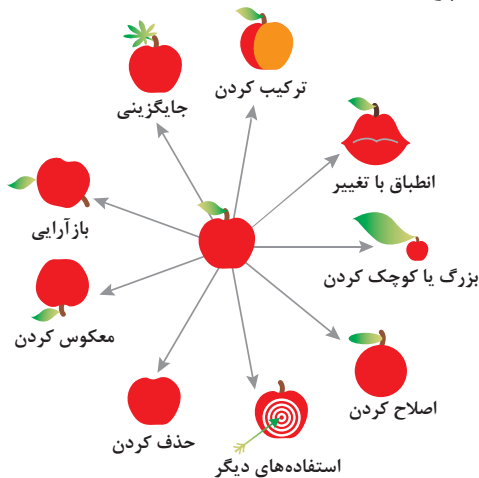 ترکیب کردن
جایگزینی
انطباق با تغییر
بازآرایی
بزرگ یا کوچک کردن
معکوس کردن
اصلاح کردن
حذف کردن
استفاده‌های دیگر